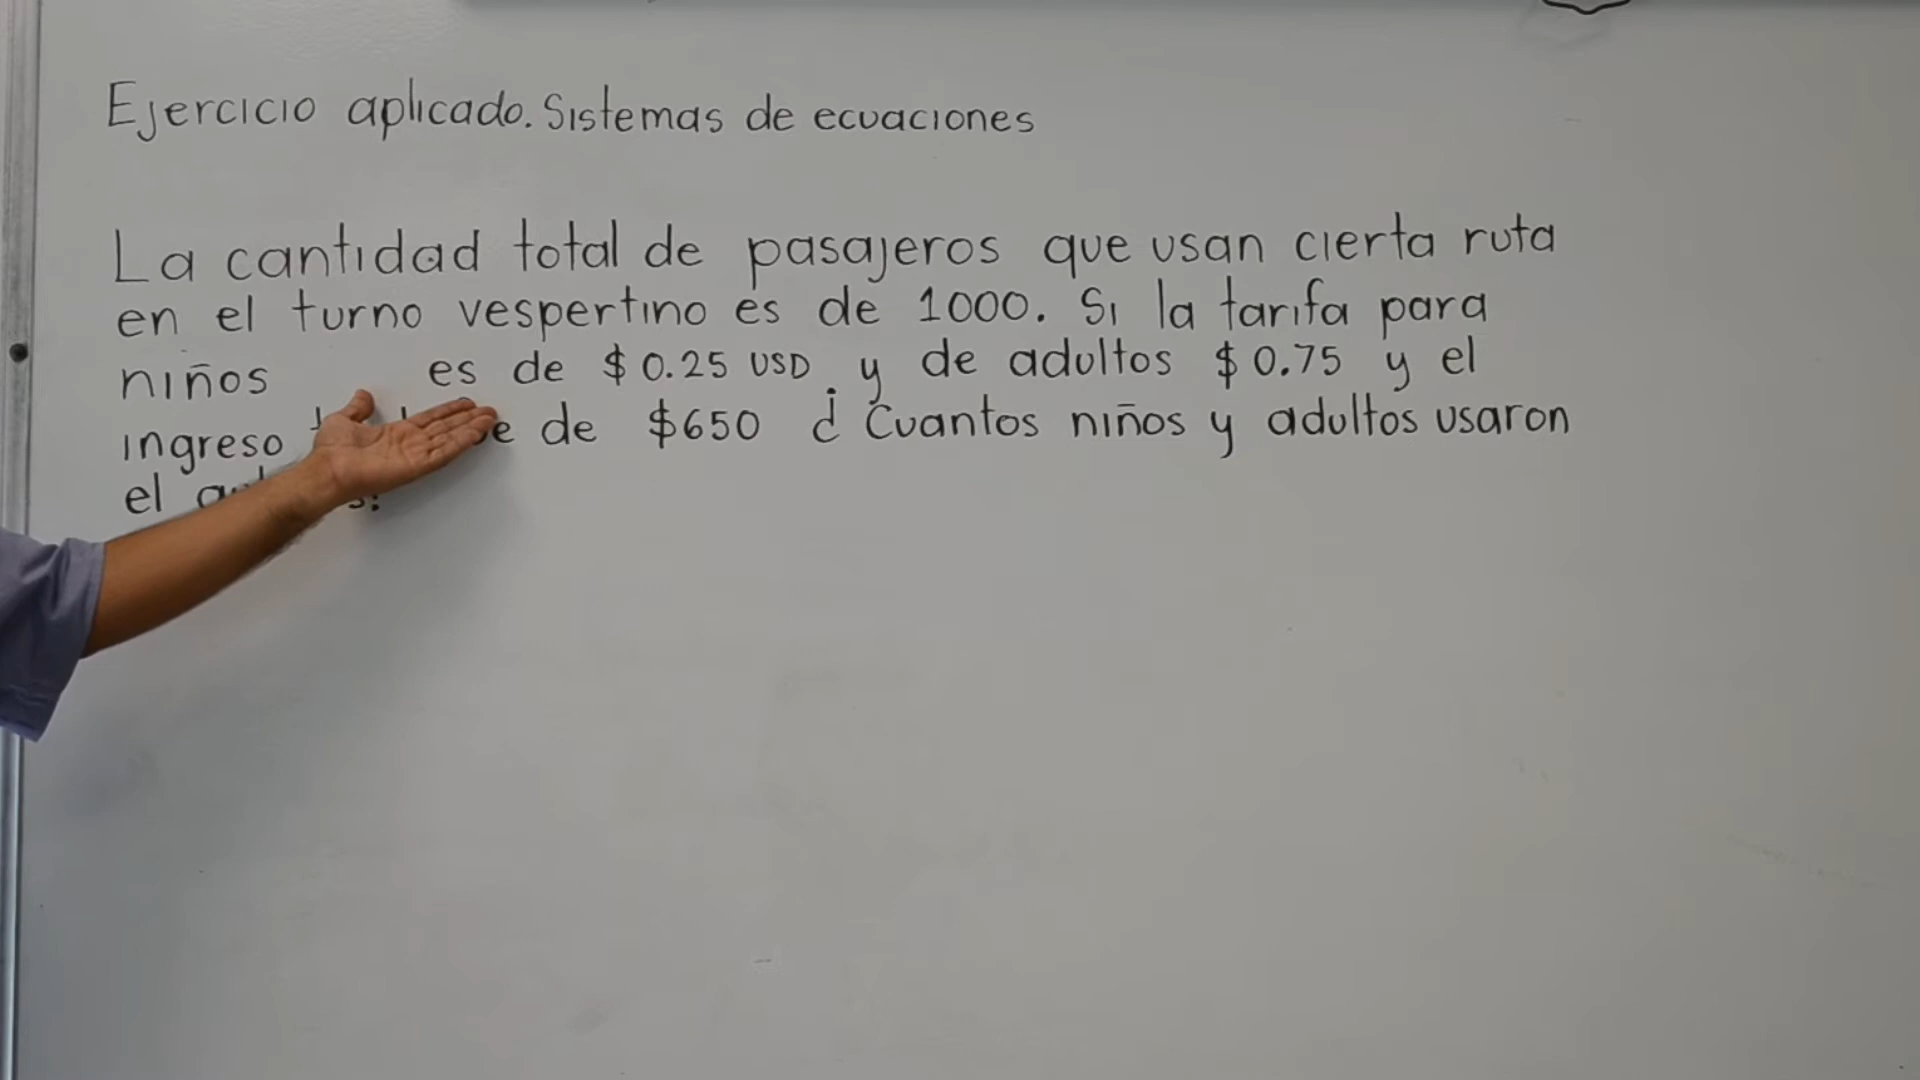 Ejercicio aplicado. Sistemas de ecuaciones
La cantidad total de pasajeros que usan cierta ruta
en el turno vespertino es de 1000. Si la tarifa para
niños es de $ 0.25 USD y de adultos $ 0.75 y el
ingreso de $650 ¿ Cuantos niños y adultos usaron
el